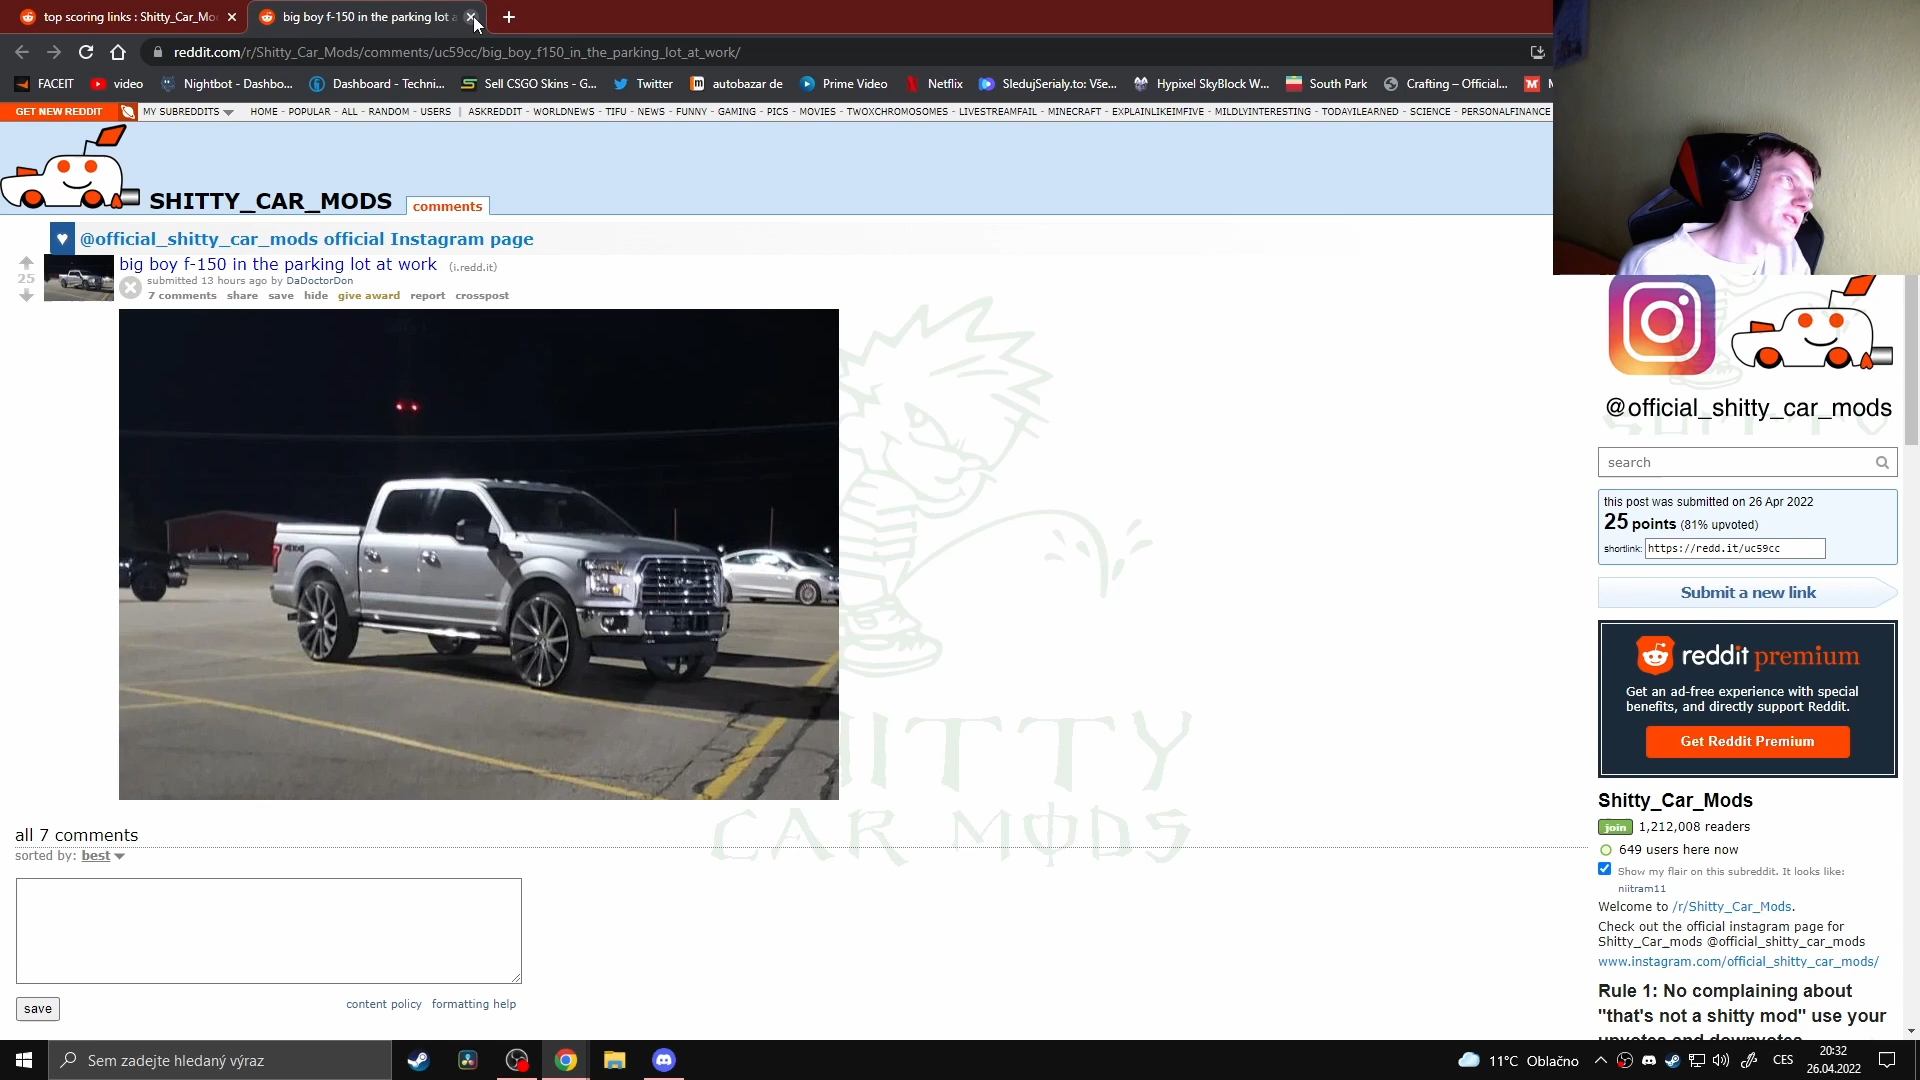 top scoring links : Shitty_Car_Mo
big boy f-150 in the parking lot a
reddit.com/r/Shitty_Car_Mods/comments/uc59cc/big_boy_f150_in_the_parking_lot_at_work/
FACEIT
video
Nightbot - Dashbo...
Dashboard - Techni...
Sell CSGO Skins - G...
Twitter
autobazar de
Prime Video
Netflix
SledujSerialy.to: Vše...
Hypixel SkyBlock W...
South Park
Crafting – Official...
GET NEW REDDIT
MY SUBREDDITS
HOME - POPULAR - ALL - RANDOM - USERS | ASKREDDIT - WORLDNEWS - TIFU - NEWS - FUNNY - GAMING - PICS - MOVIES - TWOXCHROMOSOMES - LIVESTREAMFAIL - MINECRAFT - EXPLAINLIKEIMFIVE - MILDLYINTERESTING - TODAYILEARNED - SCIENCE - PERSONALFINANCE
SHITTY_CAR_MODS
comments
@official_shitty_car_mods official Instagram page
25
big boy f-150 in the parking lot at work (i.redd.it)
submitted 13 hours ago by DaDoctorDon
7 comments share save hide give award report crosspost
4X4
SHITTY
CAR MODS
all 7 comments
sorted by: best
save
content policy formatting help
@official_shitty_car_mods
search
this post was submitted on 26 Apr 2022
25 points (81% upvoted)
shortlink: https://redd.it/uc59cc
Submit a new link
reddit premium
Get an ad-free experience with special
benefits, and directly support Reddit.
Get Reddit Premium
Shitty_Car_Mods
join 1,212,008 readers
649 users here now
Show my flair on this subreddit. It looks like:
niitram11
Welcome to /r/Shitty_Car_Mods.
Check out the official instagram page for
Shitty_Car_mods @official_shitty_car_mods
www.instagram.com/official_shitty_car_mods/
Rule 1: No complaining about
"that's not a shitty mod" use your
upvotes and downvotes
Sem zadejte hledaný výraz
11°C Oblačno
CES
20:32
26.04.2022